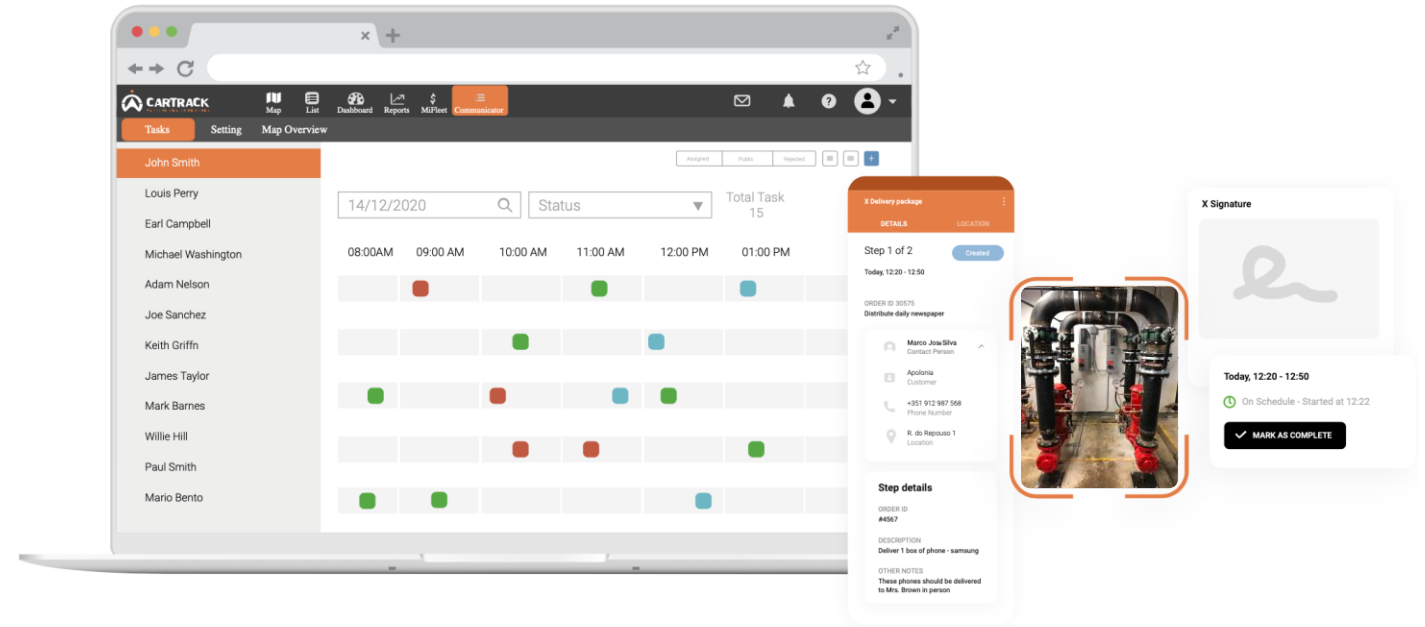 CARTRACK
Map
List
Dashboard
Reports
MiFleet
Communicator
Tasks
Setting
Map Overview
John Smith
Louis Perry
Earl Campbell
Michael Washington
Adam Nelson
Joe Sanchez
Keith Griffn
James Taylor
Mark Barnes
Willie Hill
Paul Smith
Mario Bento
Assigned
Public
Rejected
14/12/2020
Status
Total Task
15
08:00AM
09:00 AM
10:00 AM
11:00 AM
12:00 PM
01:00 PM
X Delivery package
DETAILS
LOCATION
Step 1 of 2
Created
Today, 12:20 - 12:50
ORDER ID 30575
Distribute daily newspaper
Marco Jose Silva
Contact Person
Apolonia
Customer
+351 912 987 568
Phone Number
R. do Repouso 1
Location
Step details
ORDER ID
#4567
DESCRIPTION
Deliver 1 box of phone - samsung
OTHER NOTES
These phones should be delivered
to Mrs. Brown in person
X Signature
Today, 12:20 - 12:50
On Schedule - Started at 12:22
MARK AS COMPLETE